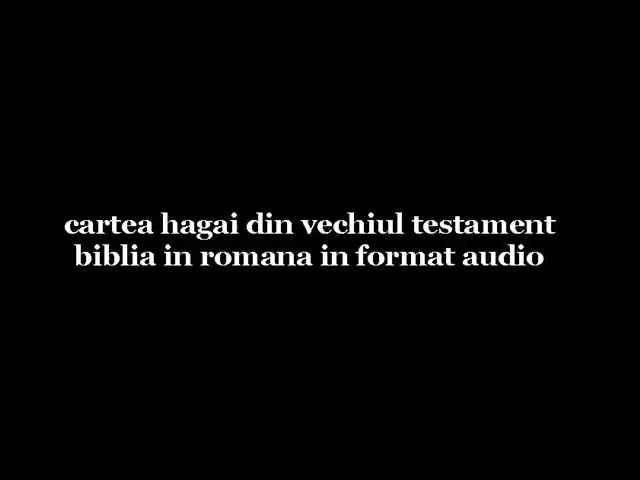 cartea hagai din vechiul testament
biblia in romana in format audio